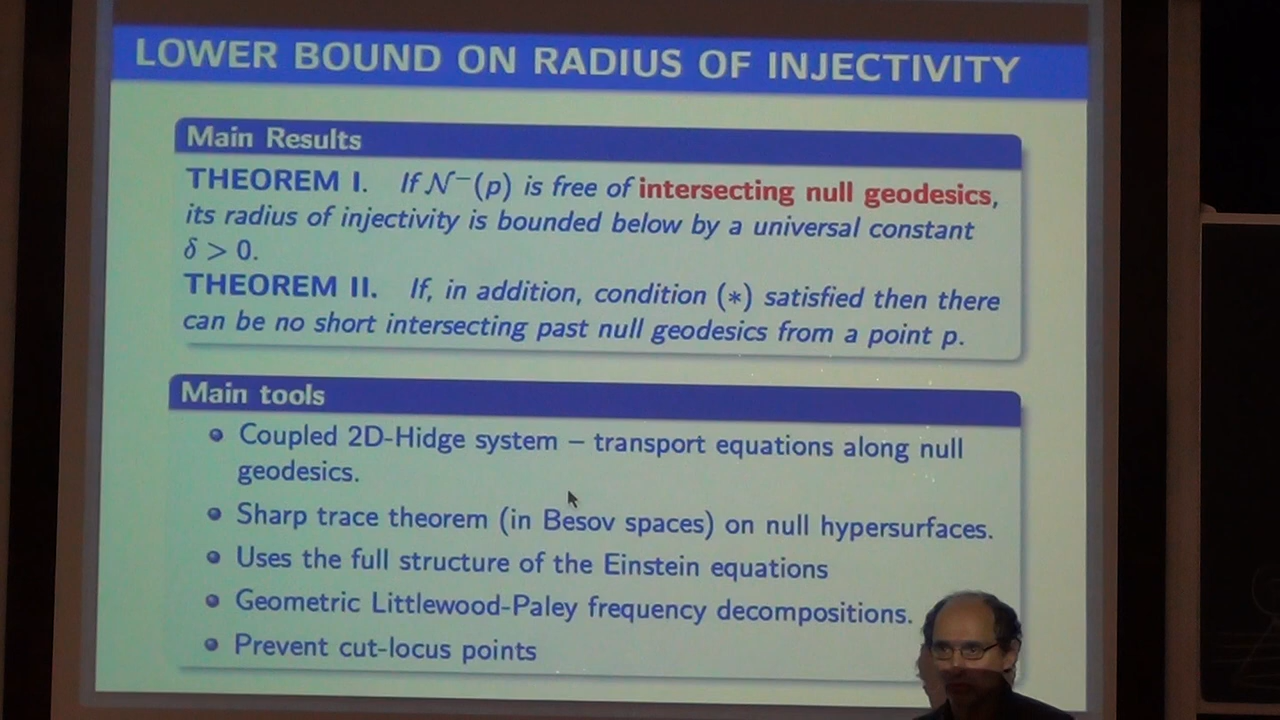 LOWER BOUND ON RADIUS OF INJECTIVITY
Main Results
THEOREM I. If 𝒩⁻(p) is free of intersecting null geodesics,
its radius of injectivity is bounded below by a universal constant
δ > 0.
THEOREM II. If, in addition, condition (∗) satisfied then there
can be no short intersecting past null geodesics from a point p.
Main tools
Coupled 2D-Hidge system – transport equations along null
geodesics.
Sharp trace theorem (in Besov spaces) on null hypersurfaces.
Uses the full structure of the Einstein equations
Geometric Littlewood-Paley frequency decompositions.
Prevent cut-locus points